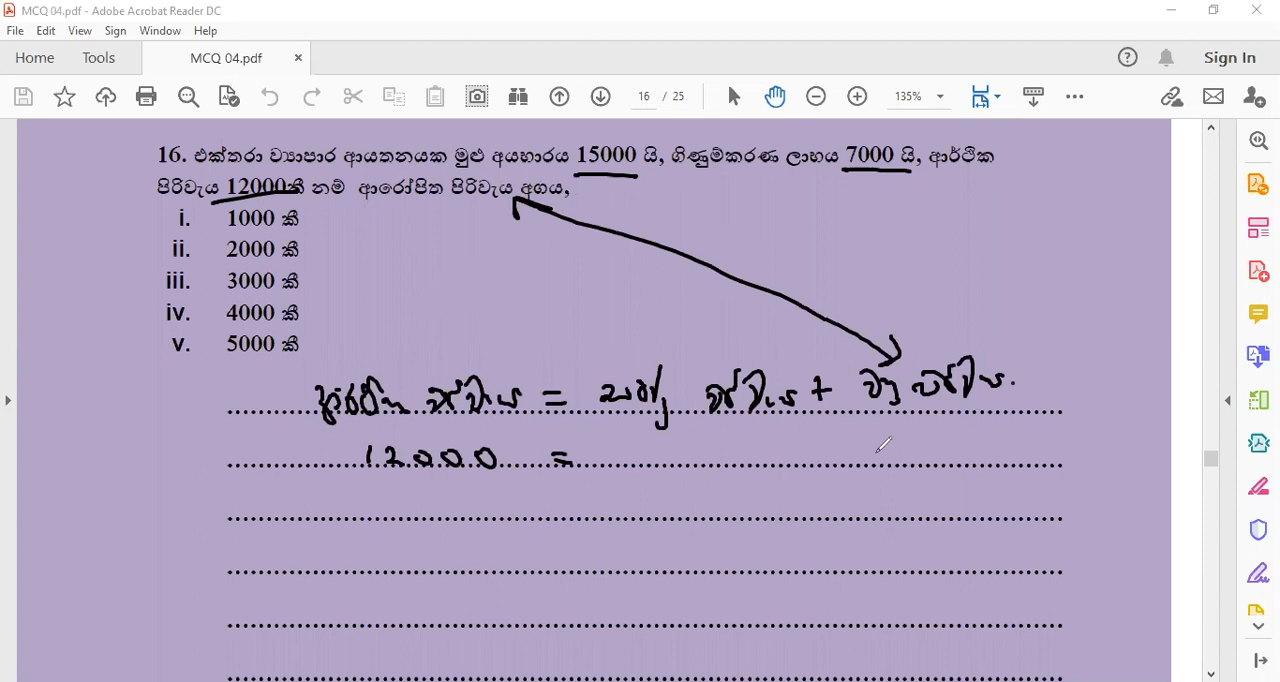 MCQ 04.pdf - Adobe Acrobat Reader DC
File Edit View Sign Window Help
Home Tools MCQ 04.pdf × Sign In
16 / 25 135%
16. එක්තරා ව්‍යාපාර ආයතනයක මුළු අයභාරය 15000 යි, ගිණුම්කරණ ලාභය 7000 යි, ආර්ථික
පිරිවැය 12000කී නම් ආරෝපිත පිරිවැය අගය,
i. 1000 කී
ii. 2000 කී
iii. 3000 කී
iv. 4000 කී
v. 5000 කී
පිරිවැය = පිරිවැය + පිරිවැය.
12000 =